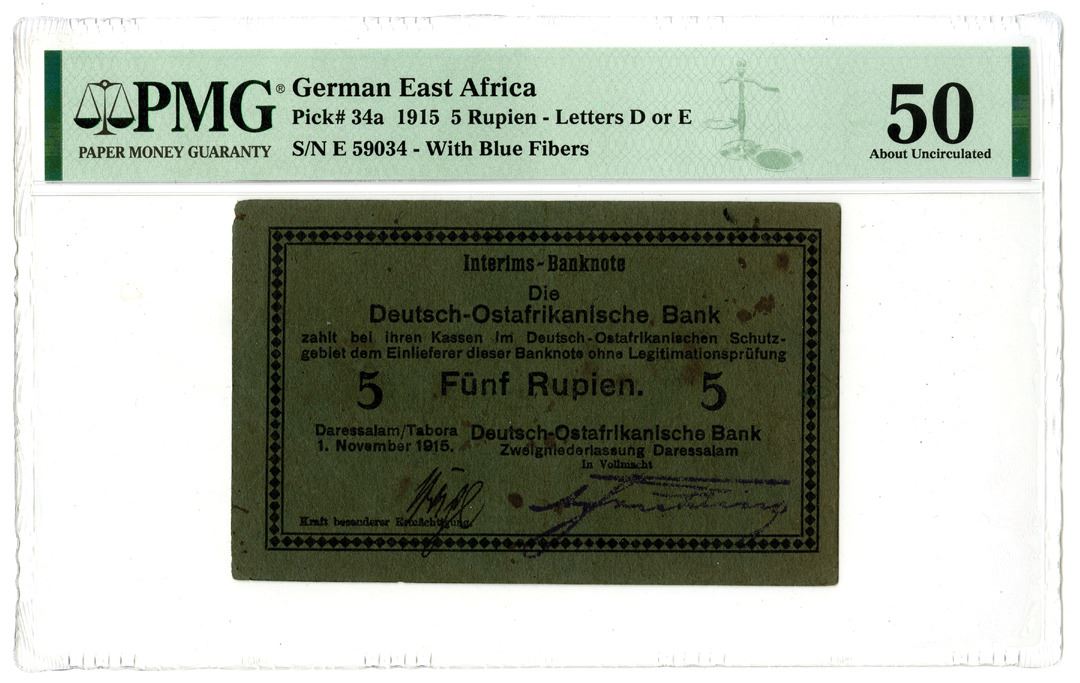 PMG®
PAPER MONEY GUARANTY
German East Africa
Pick# 34a 1915 5 Rupien - Letters D or E
S/N E 59034 - With Blue Fibers
50
About Uncirculated
Interims-Banknote
Die
Deutsch-Ostafrikanische Bank
zahlt bei ihren Kassen im Deutsch-Ostafrikanischen Schutz-
gebiet dem Einlieferer dieser Banknote ohne Legitimationsprüfung
5 Fünf Rupien. 5
Daressalam/Tabora
1. November 1915.
Deutsch-Ostafrikanische Bank
Zweigniederlassung Daressalam
In Vollmacht
Kraft besonderer Ermächtigung.